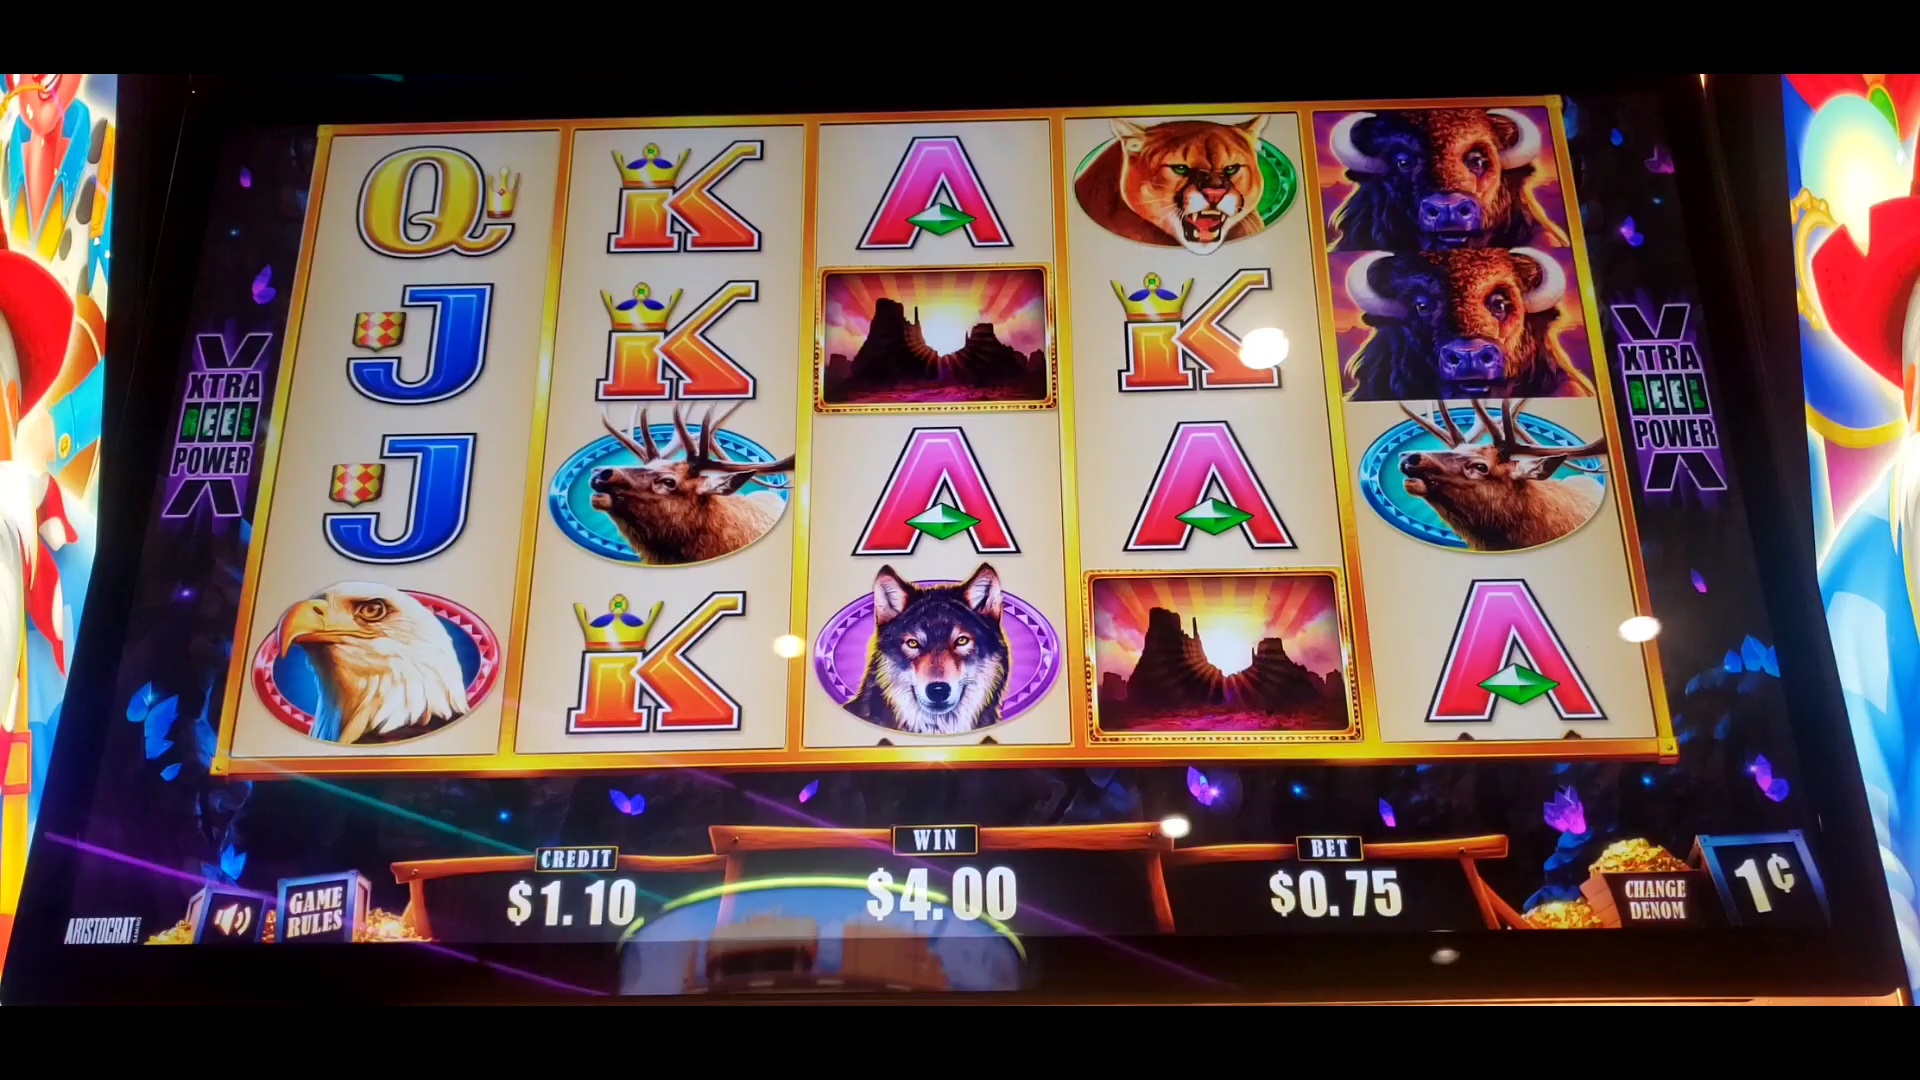 Q K A
J K K
J A A
K A
XTRA
REEL
POWER
XTRA
REEL
POWER
CREDIT
$1.10
WIN
$4.00
BET
$0.75
ARISTOCRAT
GAME
RULES
CHANGE
DENOM
1¢